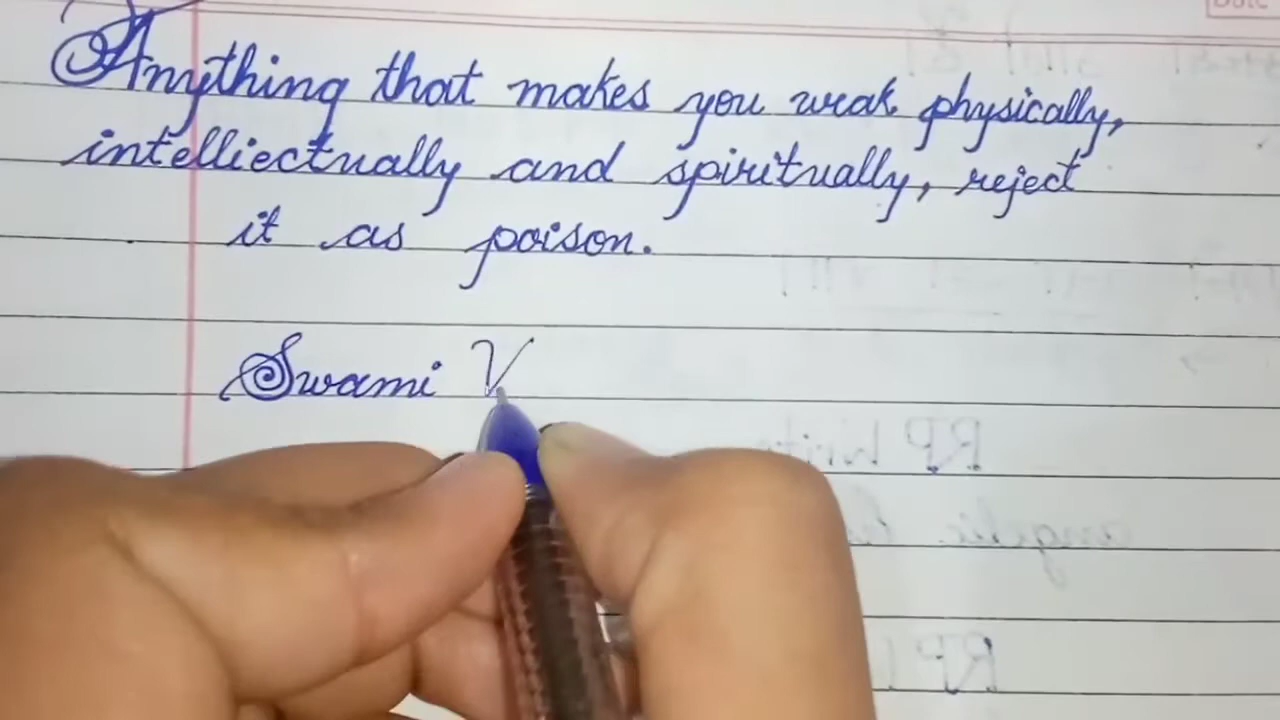 Anything that makes you weak physically,
intelliectually and spiritually, reject
it as poison.
Swami V